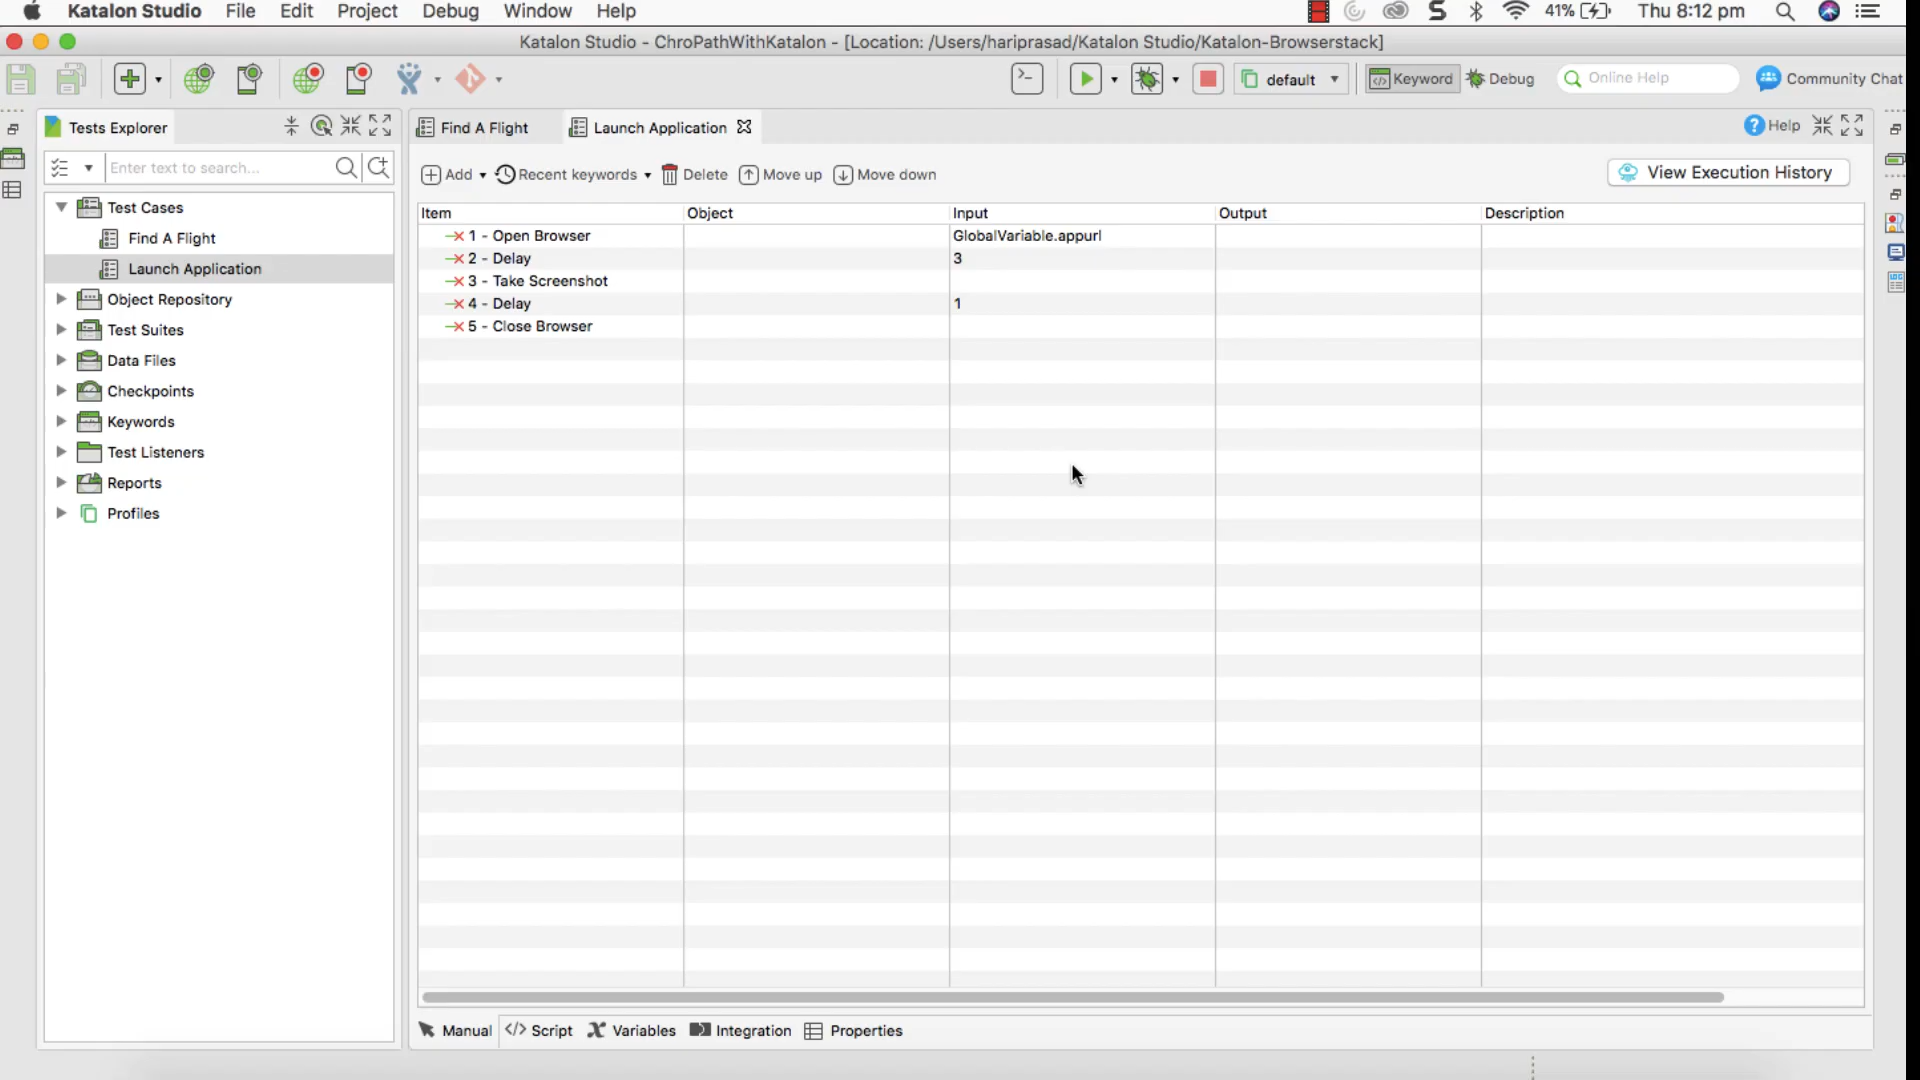 Katalon Studio File Edit Project Debug Window Help 41% Thu 8:12 pm
Katalon Studio - ChroPathWithKatalon - [Location: /Users/hariprasad/Katalon Studio/Katalon-Browserstack]
default Keyword Debug Online Help Community Chat
Tests Explorer
Enter text to search...
Test Cases
Find A Flight
Launch Application
Object Repository
Test Suites
Data Files
Checkpoints
Keywords
Test Listeners
Reports
Profiles
Find A Flight Launch Application Help
Add Recent keywords Delete Move up Move down View Execution History
Item Object Input Output Description
1 - Open Browser GlobalVariable.appurl
2 - Delay 3
3 - Take Screenshot
4 - Delay 1
5 - Close Browser
Manual Script Variables Integration Properties